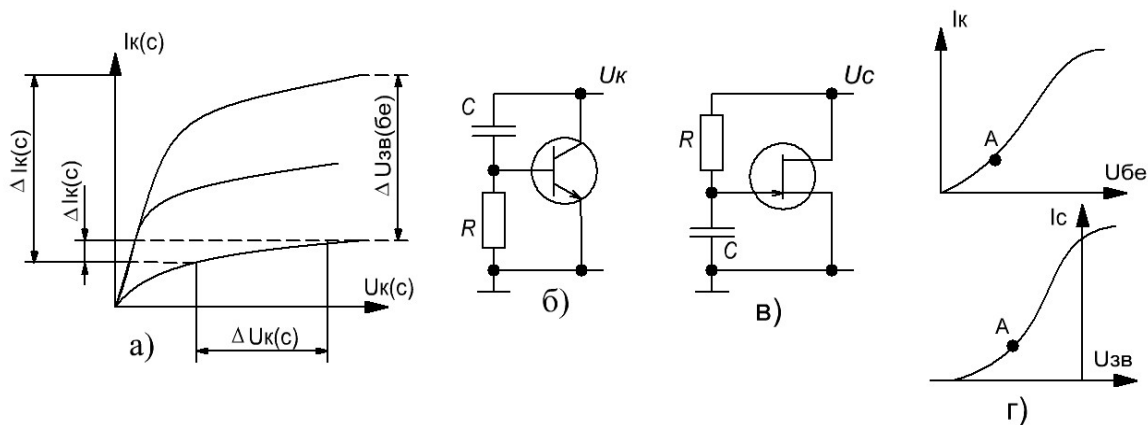 Iк(с)
ΔIк(с)
ΔIк(с)
ΔUзв(бе)
Uк(с)
ΔUк(с)
а)
Uк
C
R
б)
Uс
R
C
в)
Iк
А
Uбе
Iс
А
Uзв
г)